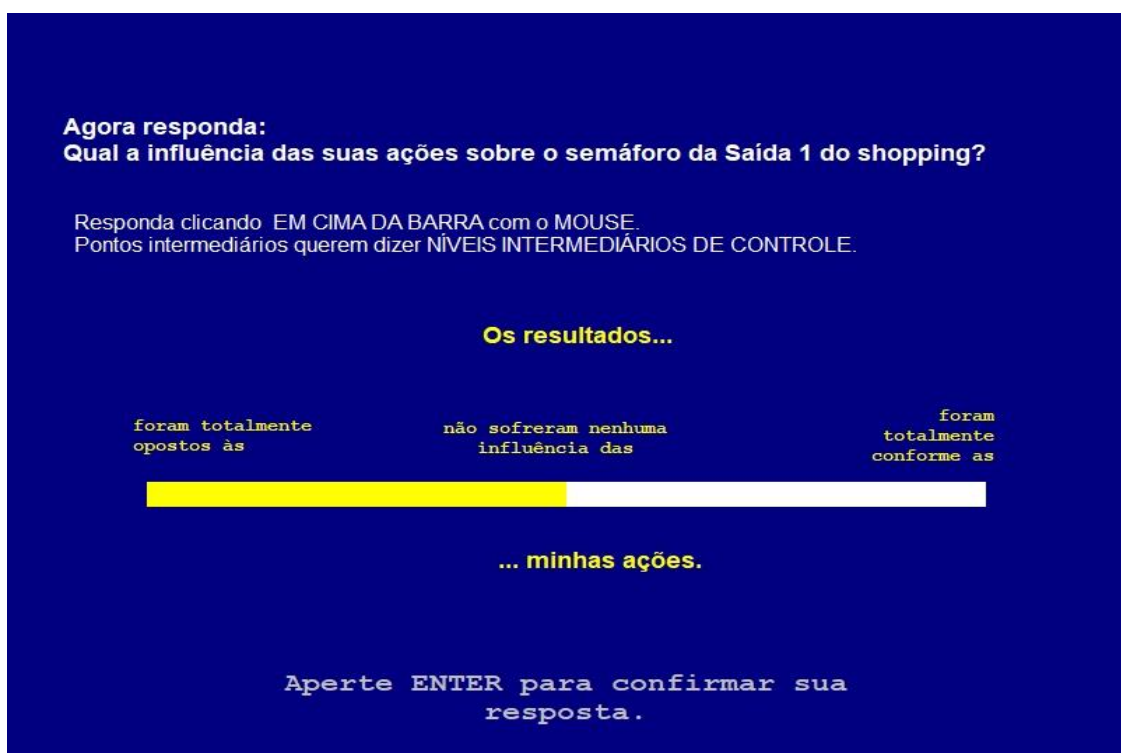 Agora responda:
Qual a influência das suas ações sobre o semáforo da Saída 1 do shopping?
Responda clicando EM CIMA DA BARRA com o MOUSE.
Pontos intermediários querem dizer NÍVEIS INTERMEDIÁRIOS DE CONTROLE.
Os resultados...
foram totalmente
opostos às
não sofreram nenhuma
influência das
foram
totalmente
conforme as
... minhas ações.
Aperte ENTER para confirmar sua
resposta.